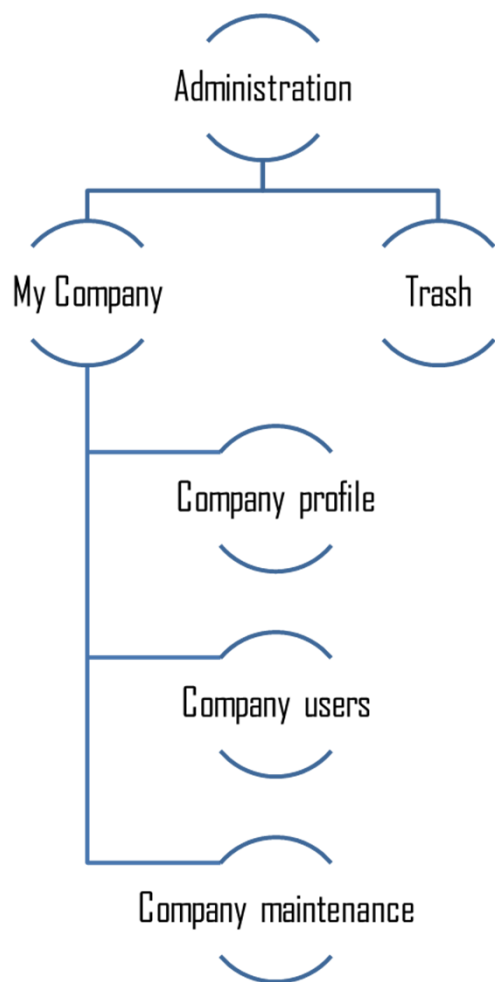 Administration
My Company
Trash
Company profile
Company users
Company maintenance